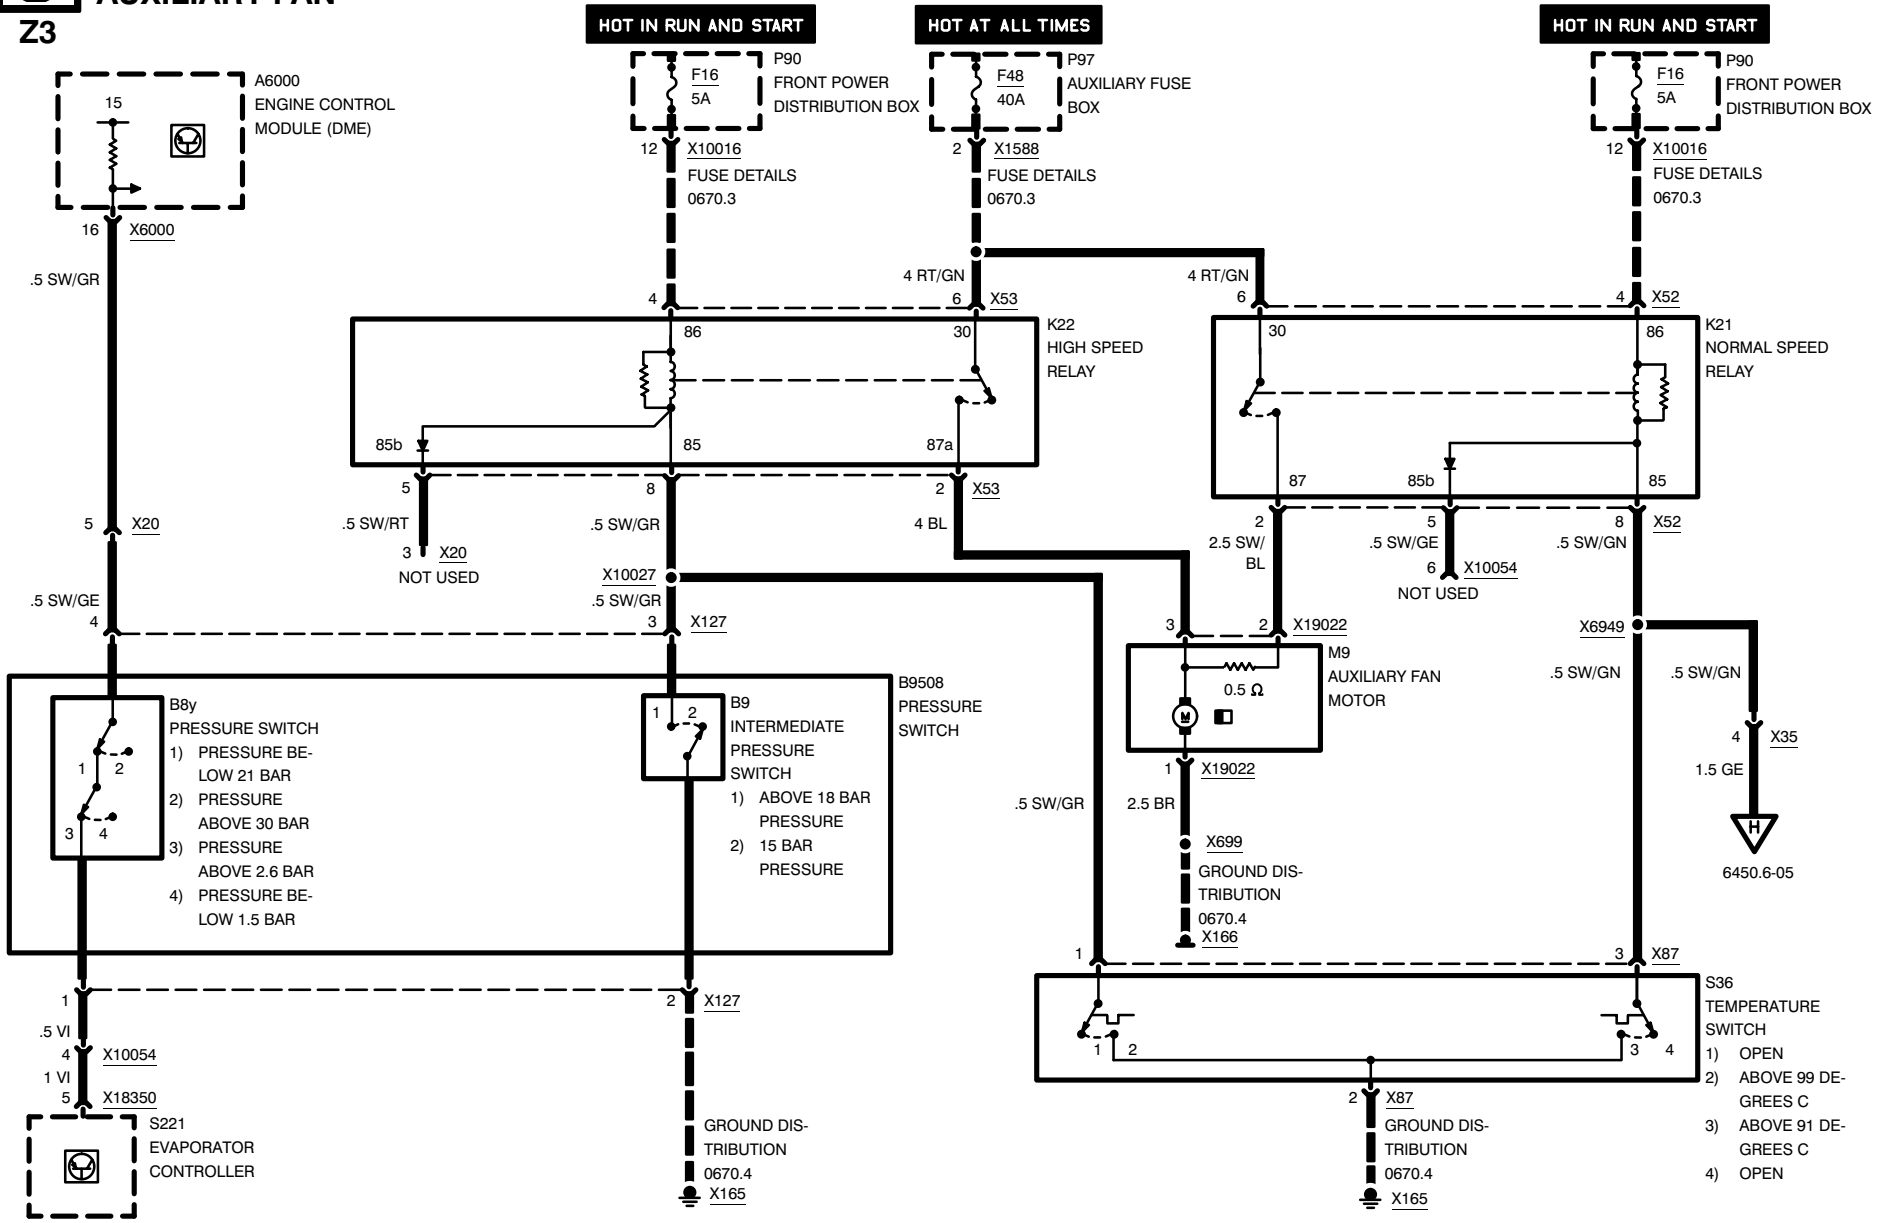 AUXILIARY FAN
Z3
HOT IN RUN AND START
HOT AT ALL TIMES
HOT IN RUN AND START
A6000
ENGINE CONTROL
MODULE (DME)
15
16 X6000
.5 SW/GR
5 X20
.5 SW/GE
4
F16
5A
P90
FRONT POWER
DISTRIBUTION BOX
12 X10016
FUSE DETAILS
0670.3
F48
40A
P97
AUXILIARY FUSE
BOX
2 X1588
FUSE DETAILS
0670.3
F16
5A
P90
FRONT POWER
DISTRIBUTION BOX
12 X10016
FUSE DETAILS
0670.3
4 RT/GN
4 RT/GN
4
6 X53
6
4 X52
86
30
K22
HIGH SPEED
RELAY
85b
85
87a
30
86
K21
NORMAL SPEED
RELAY
87
85b
85
5
8
2 X53
.5 SW/RT
.5 SW/GR
4 BL
3 X20
NOT USED
X10027
.5 SW/GR
3 X127
2
5
8 X52
2.5 SW/
BL
.5 SW/GE
.5 SW/GN
6 X10054
NOT USED
X6949
.5 SW/GN
.5 SW/GN
4 X35
1.5 GE
H
6450.6-05
3
2 X19022
M9
AUXILIARY FAN
MOTOR
0.5 Ω
M
1 X19022
2.5 BR
X699
GROUND DIS-
TRIBUTION
0670.4
X166
.5 SW/GR
B9508
PRESSURE
SWITCH
B8y
PRESSURE SWITCH
1) PRESSURE BE-
LOW 21 BAR
2) PRESSURE
ABOVE 30 BAR
3) PRESSURE
ABOVE 2.6 BAR
4) PRESSURE BE-
LOW 1.5 BAR
1 2
3 4
B9
INTERMEDIATE
PRESSURE
SWITCH
1) ABOVE 18 BAR
PRESSURE
2) 15 BAR
PRESSURE
1 2
1
2 X127
.5 VI
4 X10054
1 VI
5 X18350
S221
EVAPORATOR
CONTROLLER
GROUND DIS-
TRIBUTION
0670.4
X165
1
3 X87
S36
TEMPERATURE
SWITCH
1) OPEN
2) ABOVE 99 DE-
GREES C
3) ABOVE 91 DE-
GREES C
4) OPEN
1 2
3 4
2 X87
GROUND DIS-
TRIBUTION
0670.4
X165